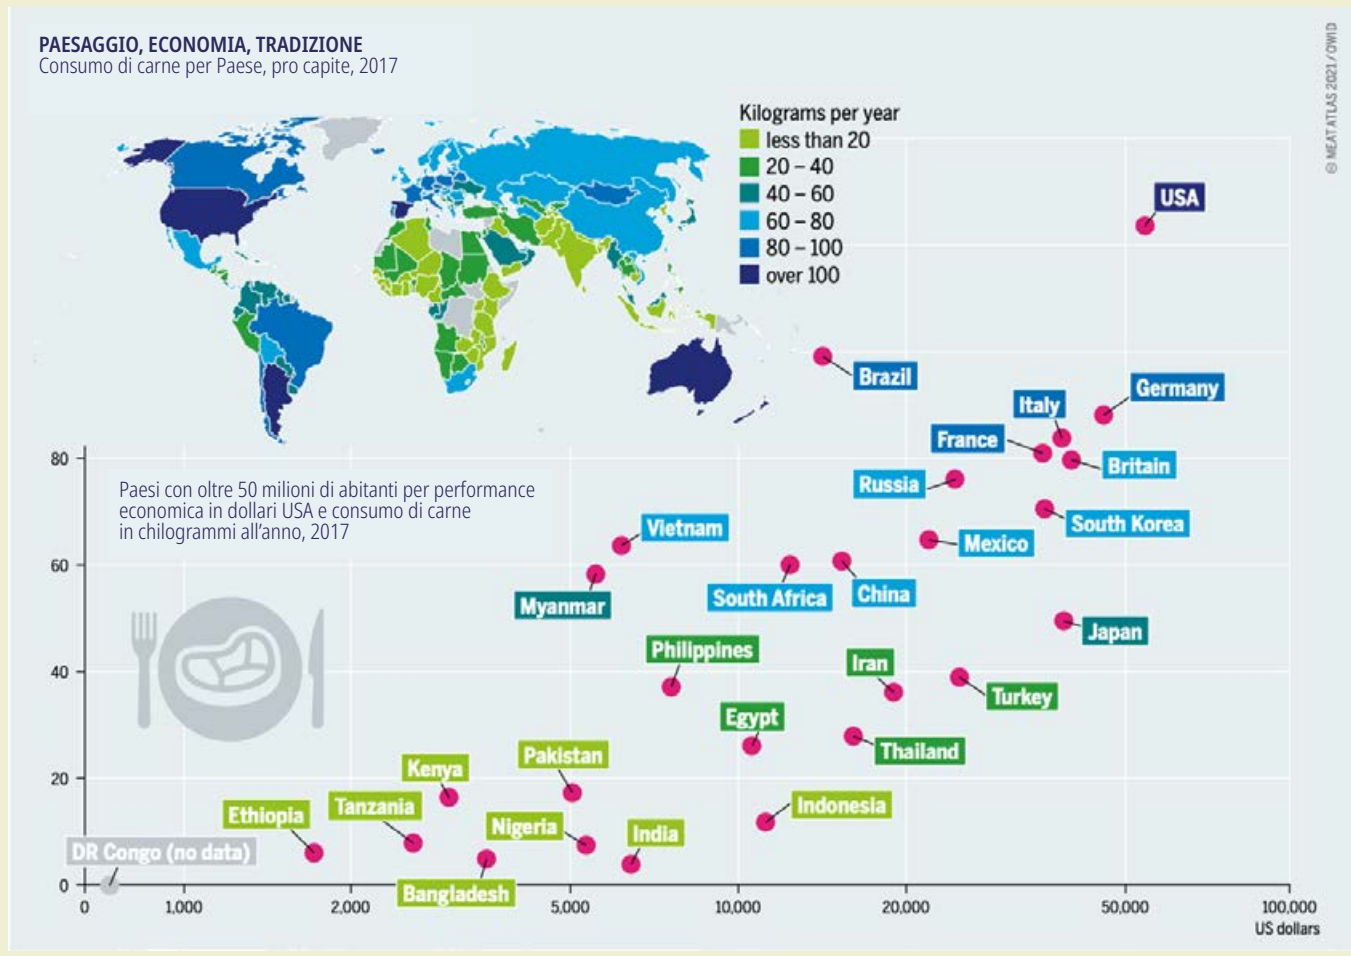 PAESAGGIO, ECONOMIA, TRADIZIONE
Consumo di carne per Paese, pro capite, 2017
© MEAT ATLAS 2021 / OWID
Kilograms per year
less than 20
20 – 40
40 – 60
60 – 80
80 – 100
over 100
USA
Brazil
Germany
Italy
France
Britain
Russia
South Korea
Mexico
Vietnam
Myanmar
South Africa
China
Japan
Philippines
Iran
Turkey
Egypt
Thailand
Pakistan
Kenya
Indonesia
Tanzania
Ethiopia
Nigeria
India
DR Congo (no data)
Bangladesh
Paesi con oltre 50 milioni di abitanti per performance
economica in dollari USA e consumo di carne
in chilogrammi all’anno, 2017
80
60
40
20
0
0 1,000 2,000 5,000 10,000 20,000 50,000 100,000
US dollars